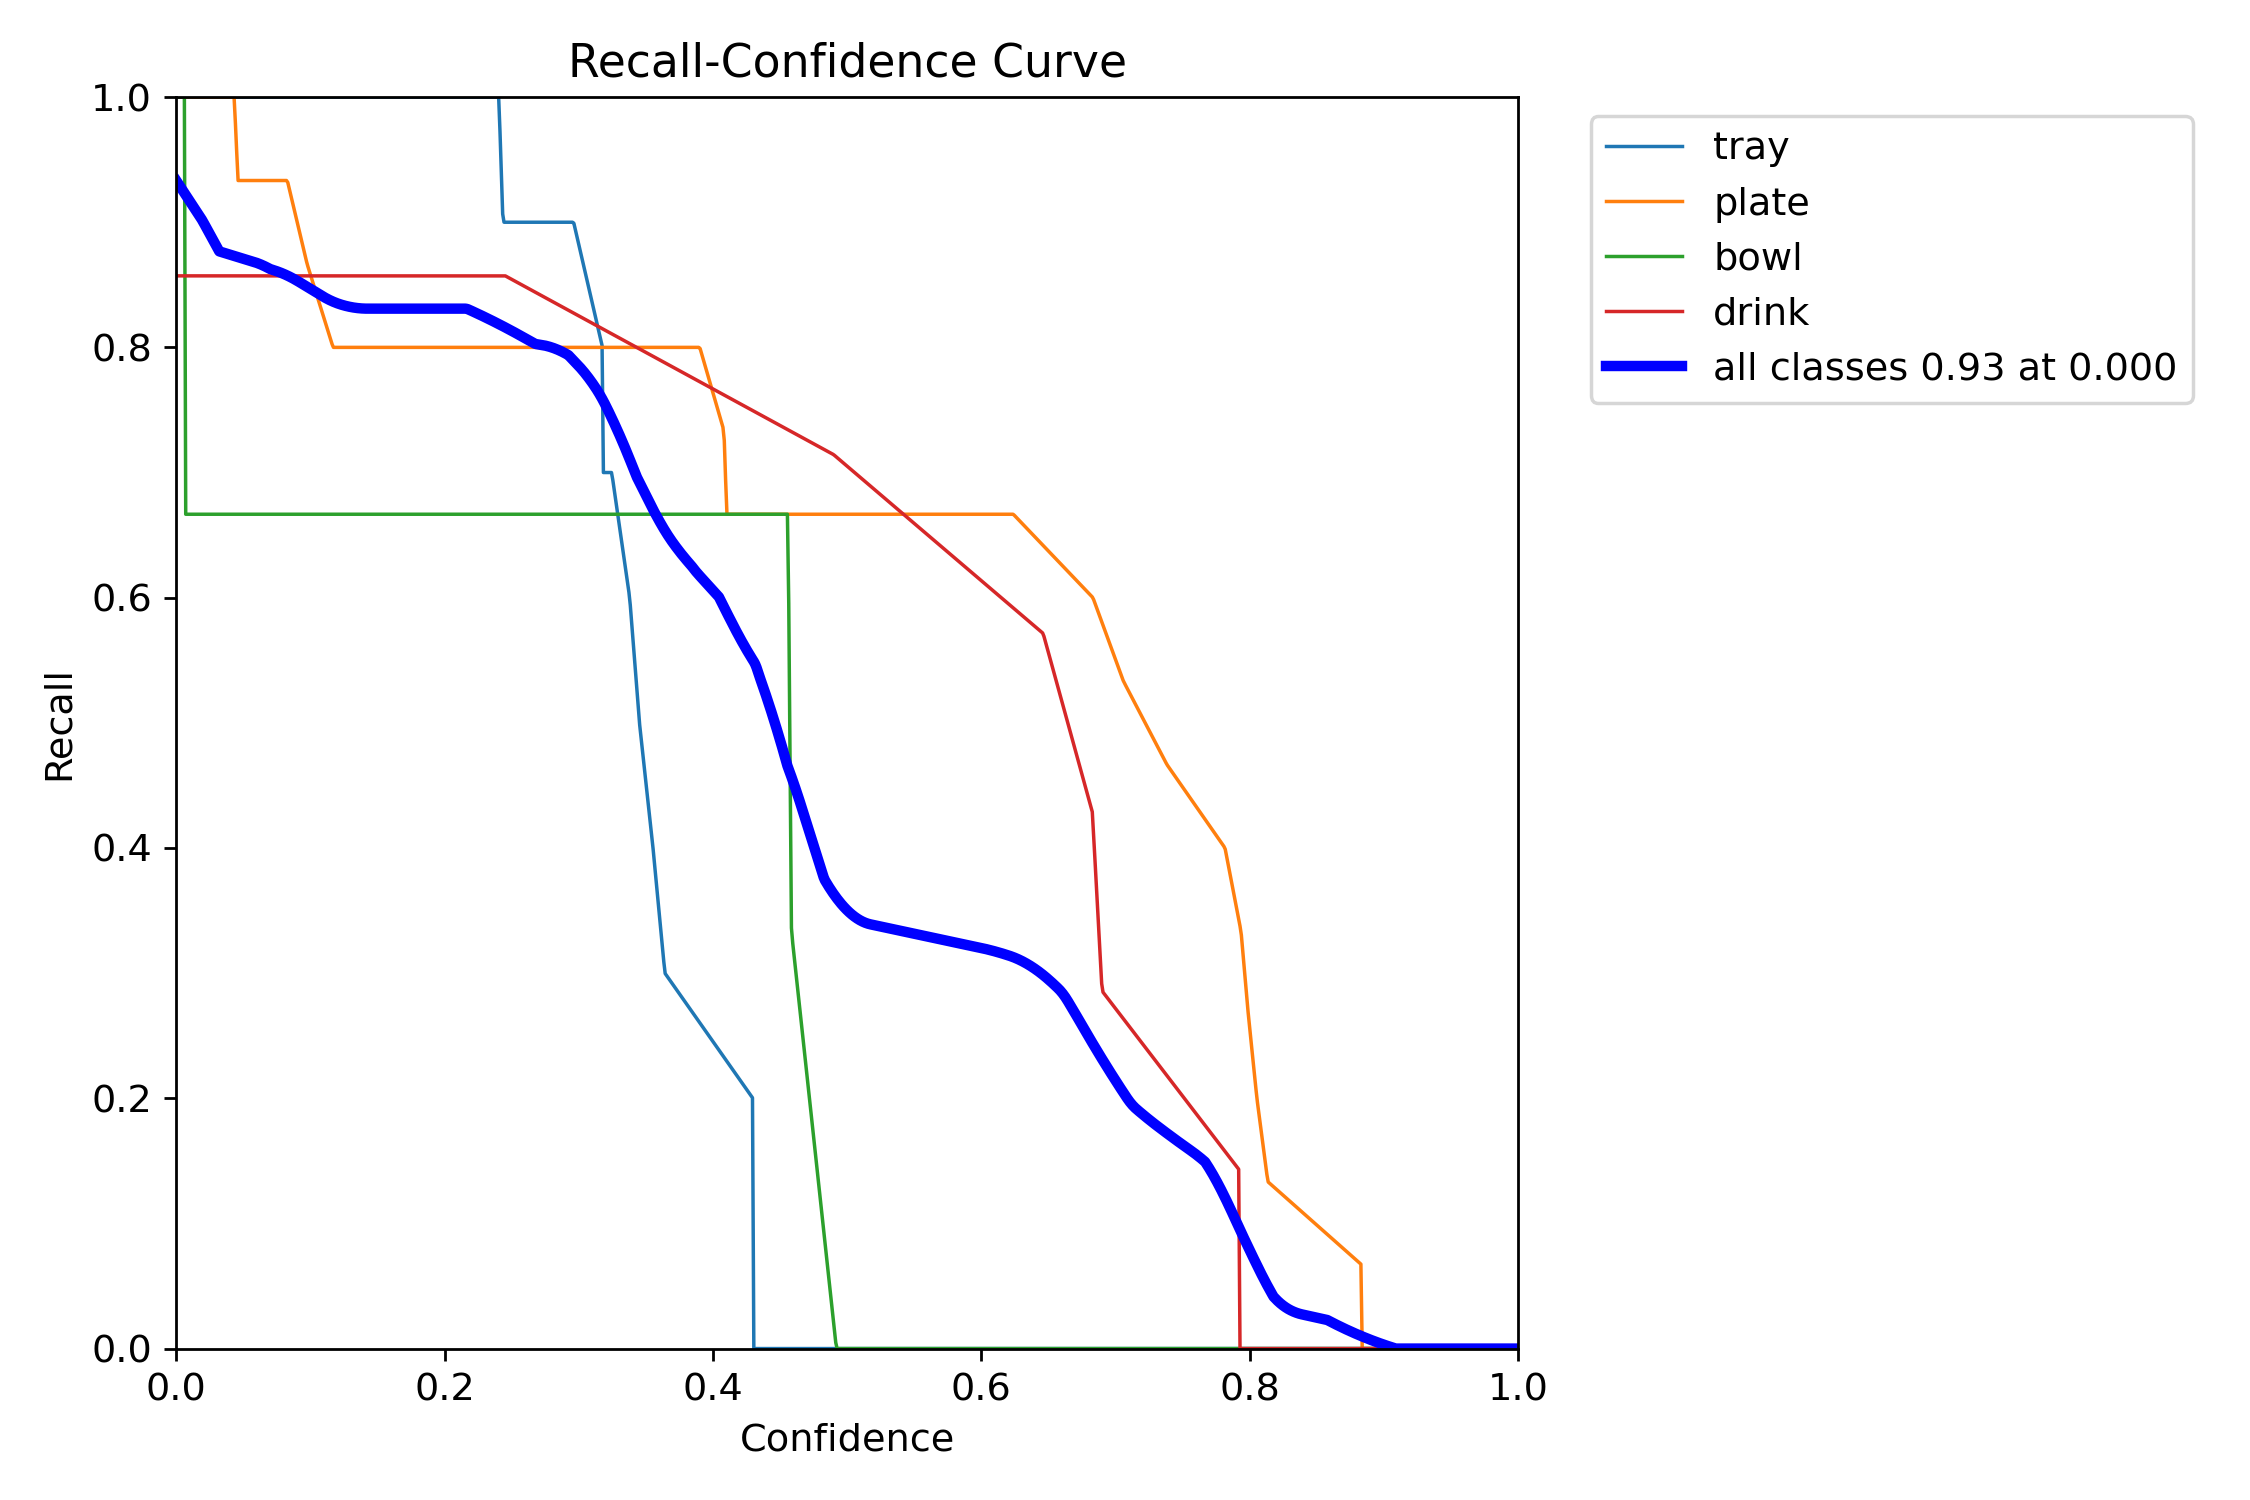 Recall-Confidence Curve
1.0
0.8
0.6
0.4
0.2
0.0
Recall
0.0 0.2 0.4 0.6 0.8 1.0
Confidence
tray
plate
bowl
drink
all classes 0.93 at 0.000